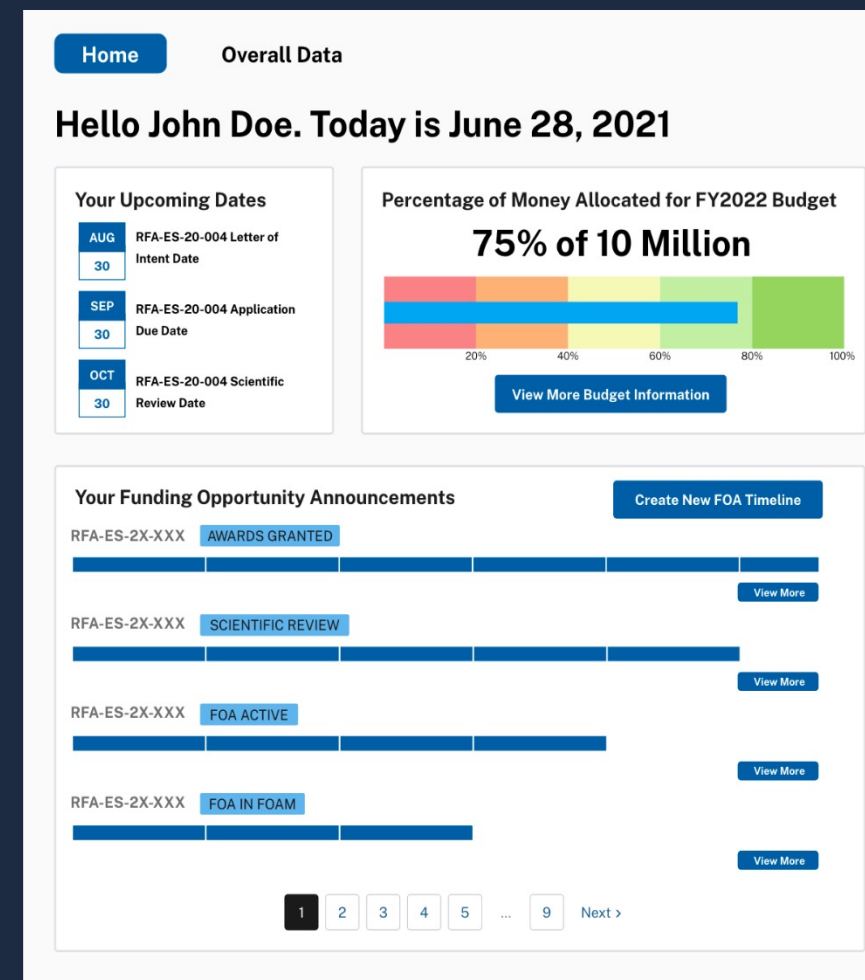 Home
Overall Data
Hello John Doe. Today is June 28, 2021
Your Upcoming Dates
AUG
30
RFA-ES-20-004 Letter of
Intent Date
SEP
30
RFA-ES-20-004 Application
Due Date
OCT
30
RFA-ES-20-004 Scientific
Review Date
Percentage of Money Allocated for FY2022 Budget
75% of 10 Million
20% 40% 60% 80% 100%
View More Budget Information
Your Funding Opportunity Announcements
Create New FOA Timeline
RFA-ES-2X-XXX AWARDS GRANTED
View More
RFA-ES-2X-XXX SCIENTIFIC REVIEW
View More
RFA-ES-2X-XXX FOA ACTIVE
View More
RFA-ES-2X-XXX FOA IN FOAM
View More
1 2 3 4 5 ... 9 Next ›